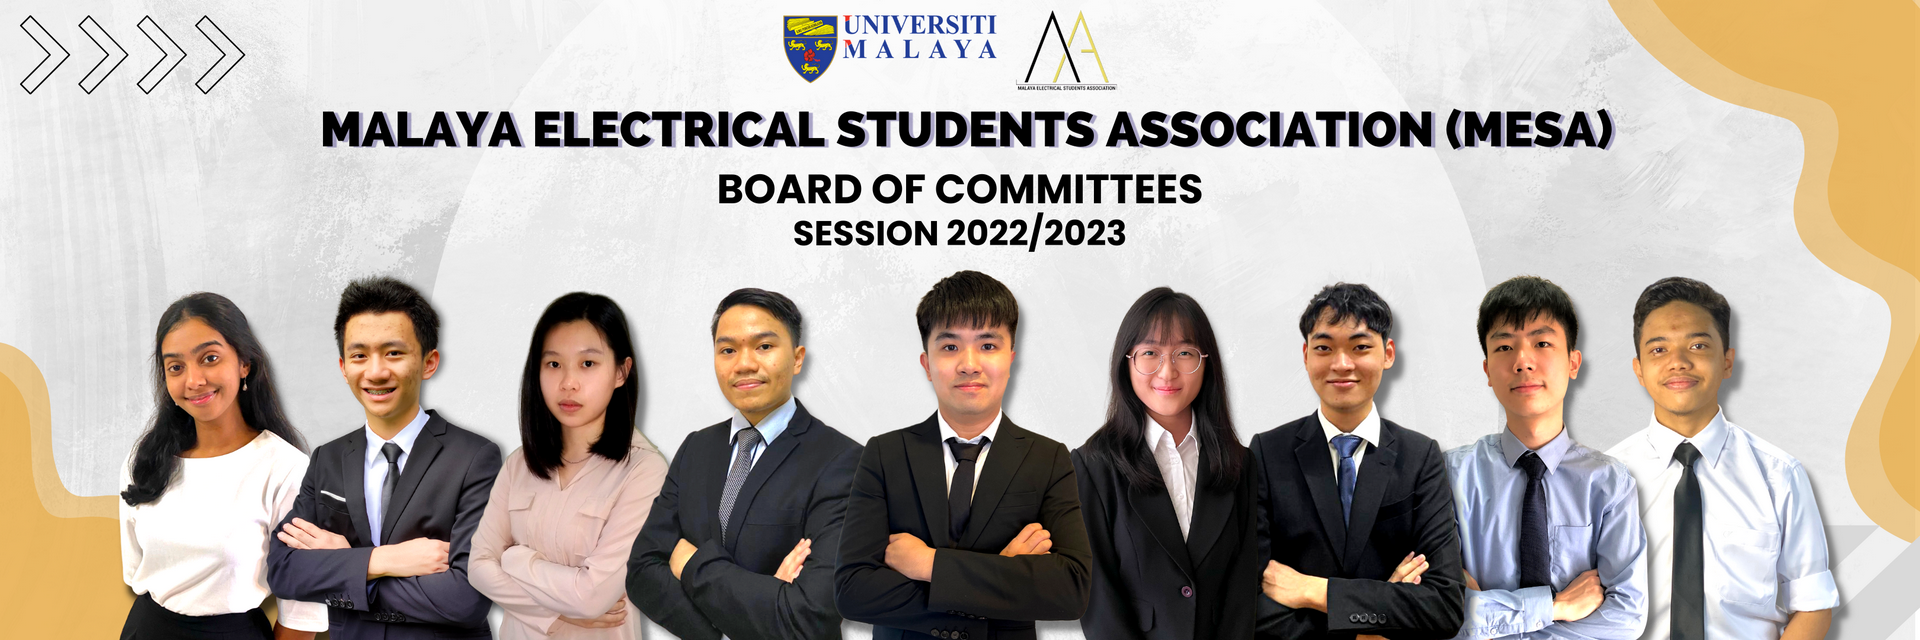 UNIVERSITI
MALAYA
MALAYA ELECTRICAL STUDENTS ASSOCIATION
MALAYA ELECTRICAL STUDENTS ASSOCIATION (MESA)
BOARD OF COMMITTEES
SESSION 2022/2023